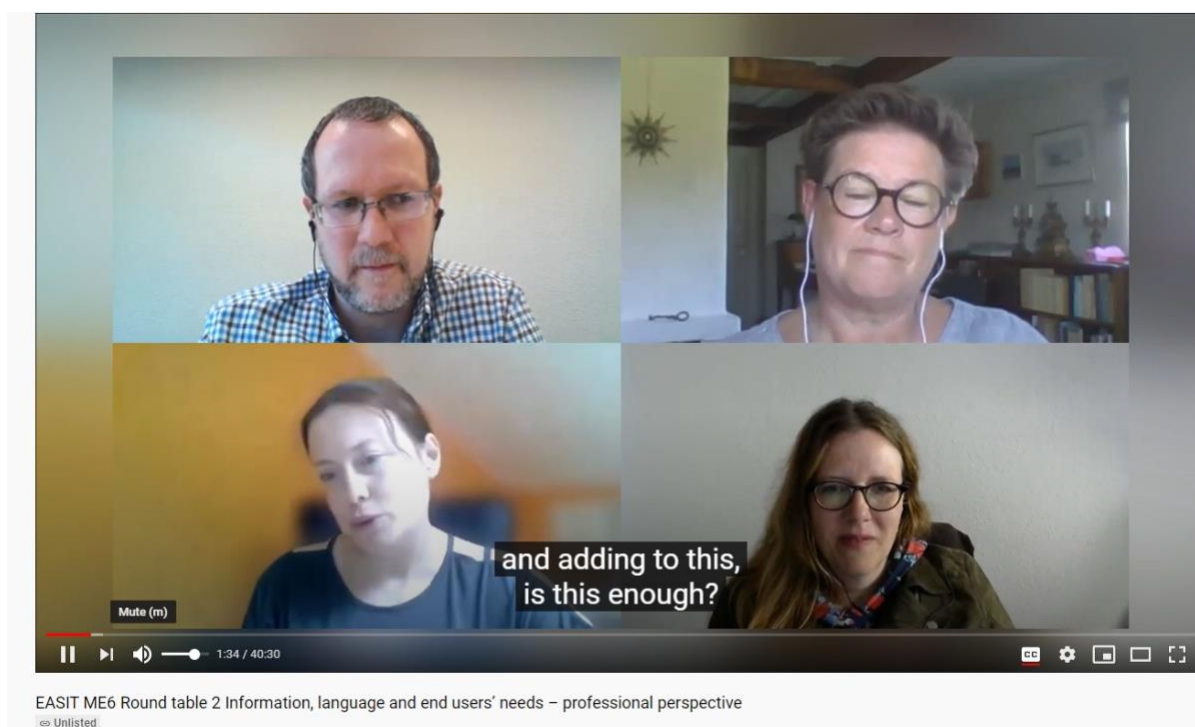 and adding to this,
is this enough?
Mute (m)
1:34 / 40:30
CC
EASIT ME6 Round table 2 Information, language and end users’ needs – professional perspective
Unlisted